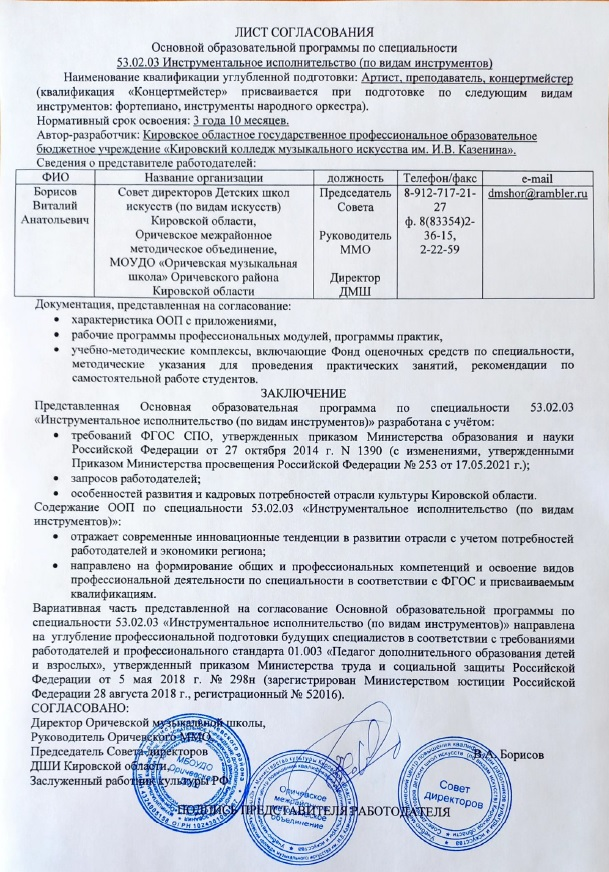 ЛИСТ СОГЛАСОВАНИЯ
Основной образовательной программы по специальности
53.02.03 Инструментальное исполнительство (по видам инструментов)
Наименование квалификации углубленной подготовки: Артист, преподаватель, концертмейстер
(квалификация «Концертмейстер» присваивается при подготовке по следующим видам
инструментов: фортепиано, инструменты народного оркестра).
Нормативный срок освоения: 3 года 10 месяцев.
Автор-разработчик: Кировское областное государственное профессиональное образовательное
бюджетное учреждение «Кировский колледж музыкального искусства им. И.В. Казенина».
Сведения о представителе работодателей:
ФИО Название организации должность Телефон/факс e-mail
Борисов Совет директоров Детских школ Председатель 8-912-717-21- dmshor@rambler.ru
Виталий искусств (по видам искусств) Совета 27
Анатольевич Кировской области, ф. 8(83354)2-
Оричевское межрайонное Руководитель 36-15,
методическое объединение, ММО 2-22-59
МОУДО «Оричевская музыкальная
школа» Оричевского района Директор
Кировской области ДМШ
Документация, представленная на согласование:
• характеристика ООП с приложениями,
• рабочие программы профессиональных модулей, программы практик,
• учебно-методические комплексы, включающие Фонд оценочных средств по специальности,
методические указания для проведения практических занятий, рекомендации по
самостоятельной работе студентов.
ЗАКЛЮЧЕНИЕ
Представленная Основная образовательная программа по специальности 53.02.03
«Инструментальное исполнительство (по видам инструментов)» разработана с учётом:
• требований ФГОС СПО, утвержденных приказом Министерства образования и науки
Российской Федерации от 27 октября 2014 г. N 1390 (с изменениями, утвержденными
Приказом Министерства просвещения Российской Федерации № 253 от 17.05.2021 г.);
• запросов работодателей;
• особенностей развития и кадровых потребностей отрасли культуры Кировской области.
Содержание ООП по специальности 53.02.03 «Инструментальное исполнительство (по видам
инструментов)»:
• отражает современные инновационные тенденции в развитии отрасли с учетом потребностей
работодателей и экономики региона;
• направлено на формирование общих и профессиональных компетенций и освоение видов
профессиональной деятельности по специальности в соответствии с ФГОС и присваиваемым
квалификациям.
Вариативная часть представленной на согласование Основной образовательной программы по
специальности 53.02.03 «Инструментальное исполнительство (по видам инструментов)» направлена
на углубление профессиональной подготовки будущих специалистов в соответствии с требованиями
работодателей и профессионального стандарта 01.003 «Педагог дополнительного образования детей
и взрослых», утвержденный приказом Министерства труда и социальной защиты Российской
Федерации от 5 мая 2018 г. № 298н (зарегистрирован Министерством юстиции Российской
Федерации 28 августа 2018 г., регистрационный № 52016).
СОГЛАСОВАНО:
Директор Оричевской музыкальной школы,
Руководитель Оричевского ММО,
Председатель Совета директоров В.А. Борисов
ДШИ Кировской области,
Заслуженный работник культуры РФ
МБОУДО
Оричевская
Оричевское
межрайонное
методическое
объединение
Совет
директоров
ПОДПИСЬ ПРЕДСТАВИТЕЛЯ РАБОТОДАТЕЛЯ